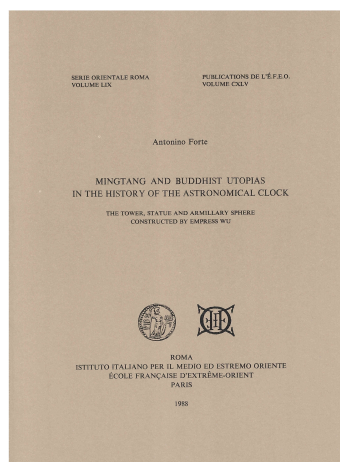 SERIE ORIENTALE ROMA
VOLUME LIX
PUBLICATIONS DE L'É.F.E.O.
VOLUME CXLV
Antonino Forte
MINGTANG AND BUDDHIST UTOPIAS
IN THE HISTORY OF THE ASTRONOMICAL CLOCK
THE TOWER, STATUE AND ARMILLARY SPHERE
CONSTRUCTED BY EMPRESS WU
ROMA
ISTITUTO ITALIANO PER IL MEDIO ED ESTREMO ORIENTE
ÉCOLE FRANÇAISE D'EXTRÊME-ORIENT
PARIS
1988